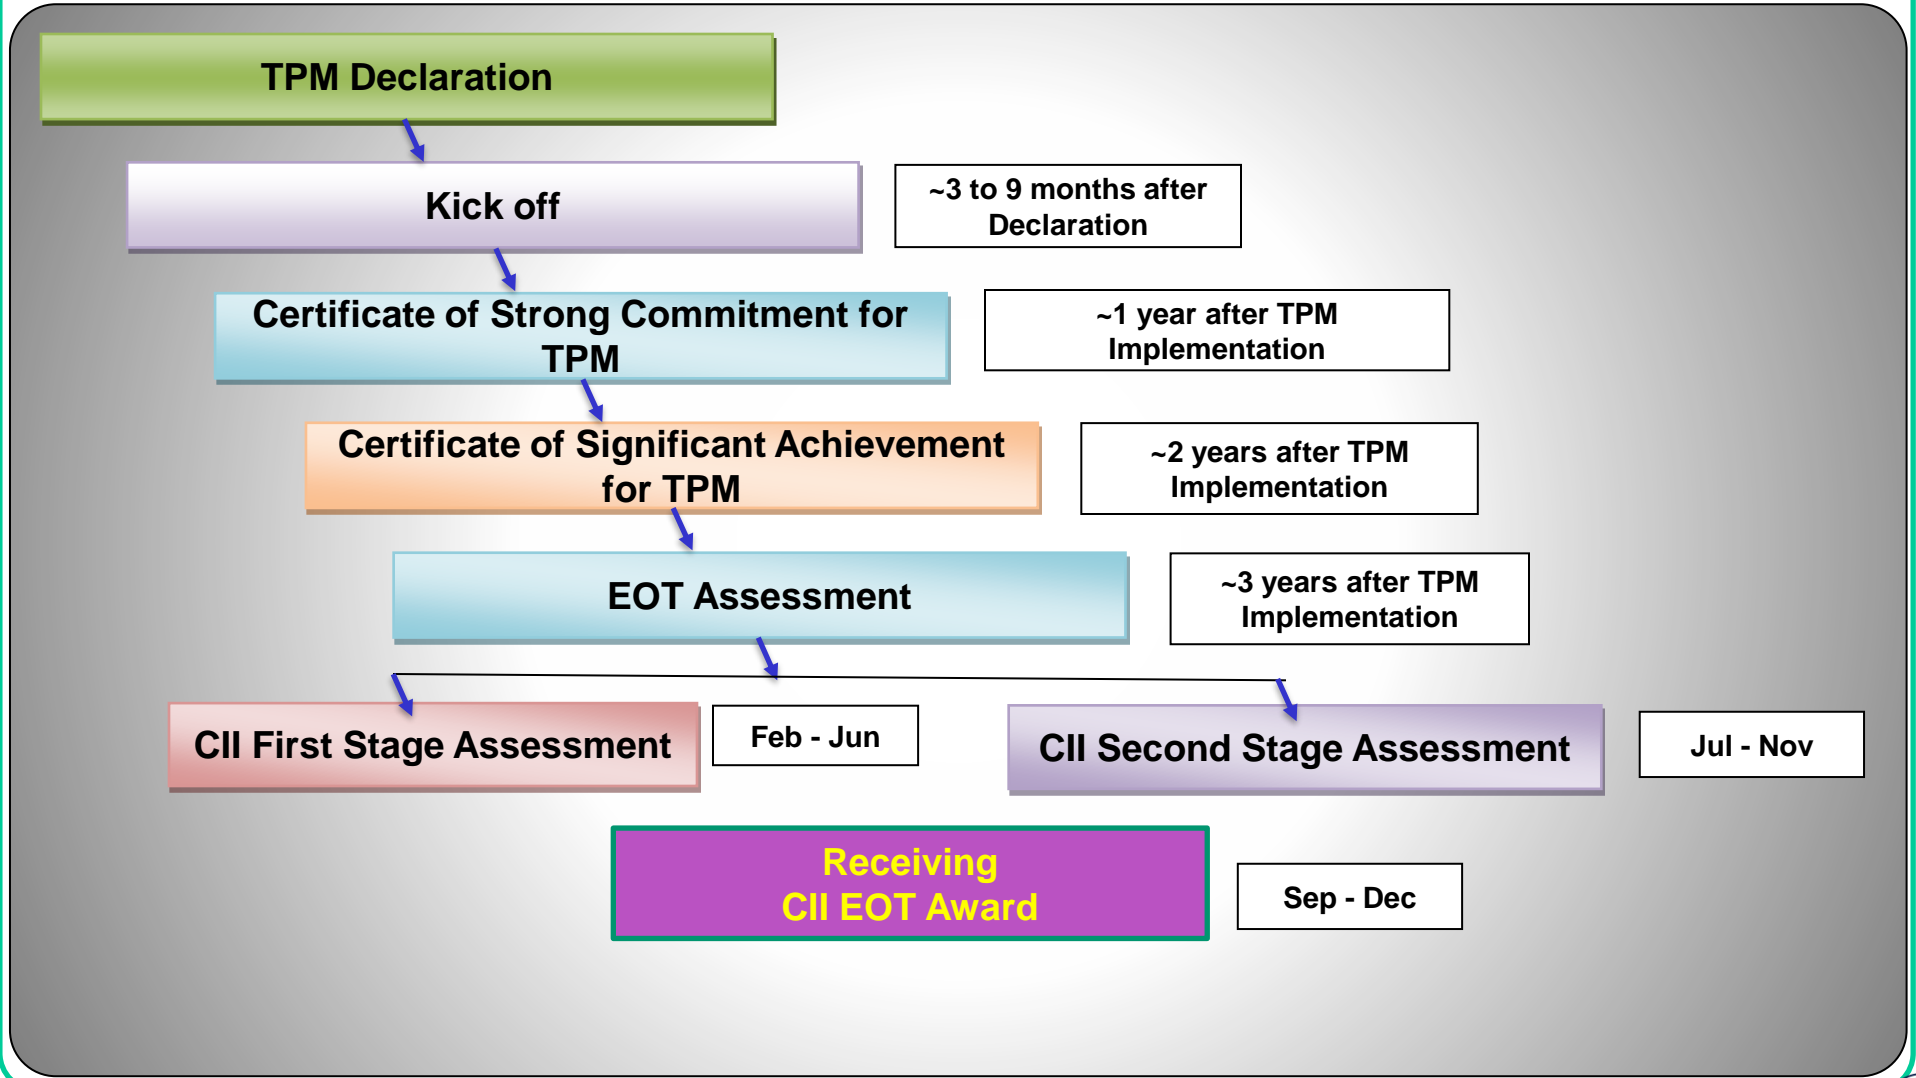 TPM Declaration
Kick off
~3 to 9 months after
Declaration
Certificate of Strong Commitment for
TPM
~1 year after TPM
Implementation
Certificate of Significant Achievement
for TPM
~2 years after TPM
Implementation
EOT Assessment
~3 years after TPM
Implementation
CII First Stage Assessment
Feb - Jun
CII Second Stage Assessment
Jul - Nov
Receiving
CII EOT Award
Sep - Dec